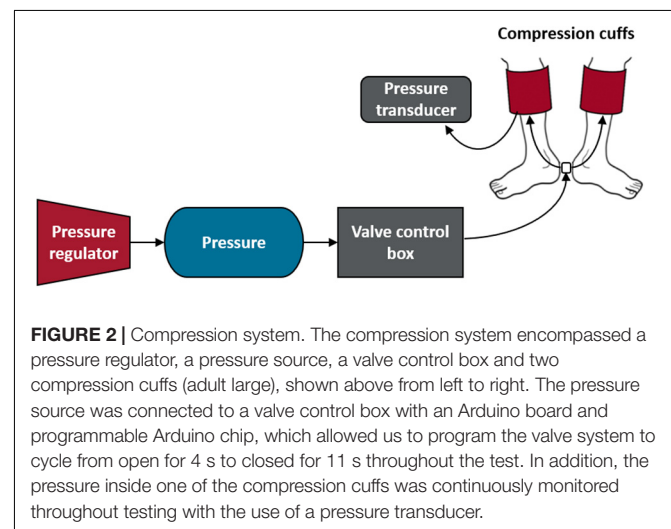 Compression cuffs
Pressure
transducer
Pressure
regulator
Pressure
Valve control
box
FIGURE 2 | Compression system. The compression system encompassed a
pressure regulator, a pressure source, a valve control box and two
compression cuffs (adult large), shown above from left to right. The pressure
source was connected to a valve control box with an Arduino board and
programmable Arduino chip, which allowed us to program the valve system to
cycle from open for 4 s to closed for 11 s throughout the test. In addition, the
pressure inside one of the compression cuffs was continuously monitored
throughout testing with the use of a pressure transducer.